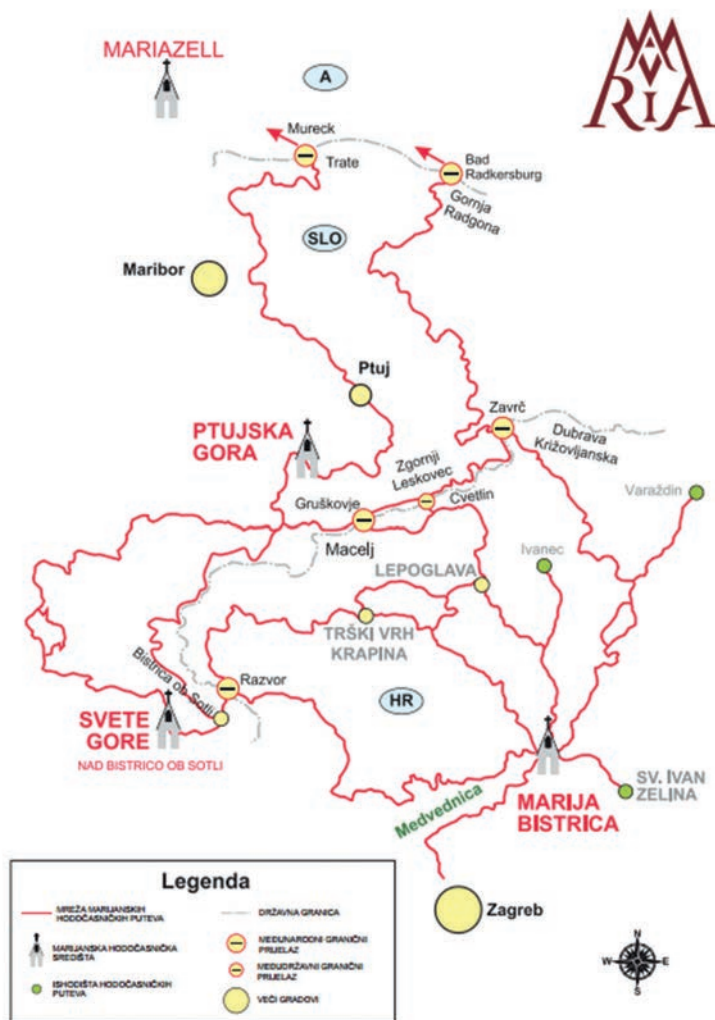 MARIAZELL
A
MARIA
Mureck
Trate
Bad
Radkersburg
Gornja
Radgona
SLO
Maribor
Ptuj
PTUJSKA
GORA
Zavrč
Dubrava
Križovljanska
Zgornji
Leskovec
Cvetlin
Gruškovje
Macelj
Varaždin
Ivanec
LEPOGLAVA
TRŠKI VRH
KRAPINA
Bistrica ob Sotli
Razvor
HR
SVETE
GORE
NAD BISTRICO OB SOTLI
MARIJA
BISTRICA
SV. IVAN
ZELINA
Medvednica
Zagreb
Legenda
MREŽA MARIJANSKIH
HODOČASNIČKIH PUTEVA
DRŽAVNA GRANICA
MARIJANSKA HODOČASNIČKA
SREDIŠTA
MEĐUNARODNI GRANIČNI
PRIJELAZ
MEĐUDRŽAVNI GRANIČNI
PRIJELAZ
ISHODIŠTA HODOČASNIČKIH
PUTEVA
VEĆI GRADOVI
N
W
E
S